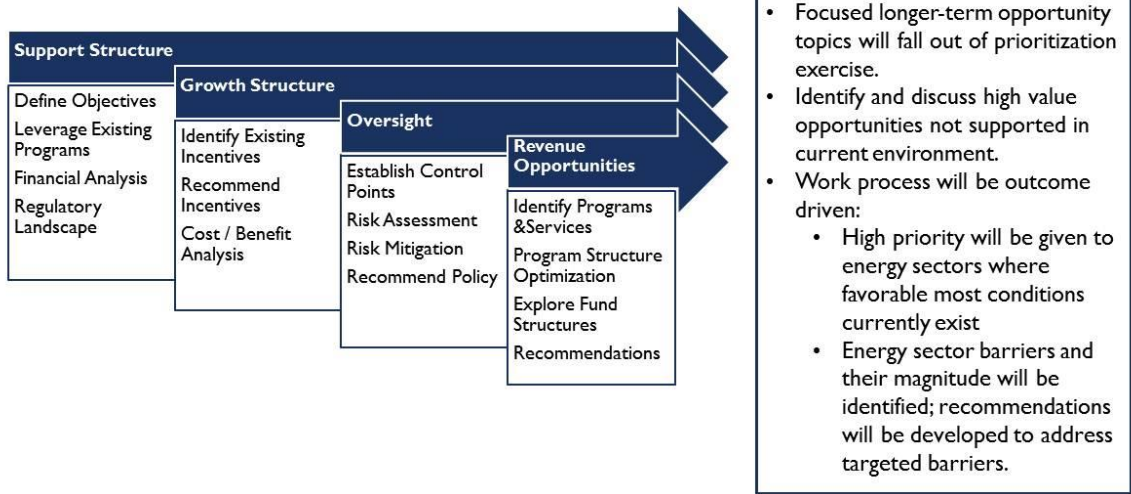 Support Structure
Define Objectives
Leverage Existing
Programs
Financial Analysis
Regulatory
Landscape
Growth Structure
Identify Existing
Incentives
Recommend
Incentives
Cost / Benefit
Analysis
Oversight
Establish Control
Points
Risk Assessment
Risk Mitigation
Recommend Policy
Revenue
Opportunities
Identify Programs
&Services
Program Structure
Optimization
Explore Fund
Structures
Recommendations
• Focused longer-term opportunity
topics will fall out of prioritization
exercise.
• Identify and discuss high value
opportunities not supported in
current environment.
• Work process will be outcome
driven:
• High priority will be given to
energy sectors where
favorable most conditions
currently exist
• Energy sector barriers and
their magnitude will be
identified; recommendations
will be developed to address
targeted barriers.